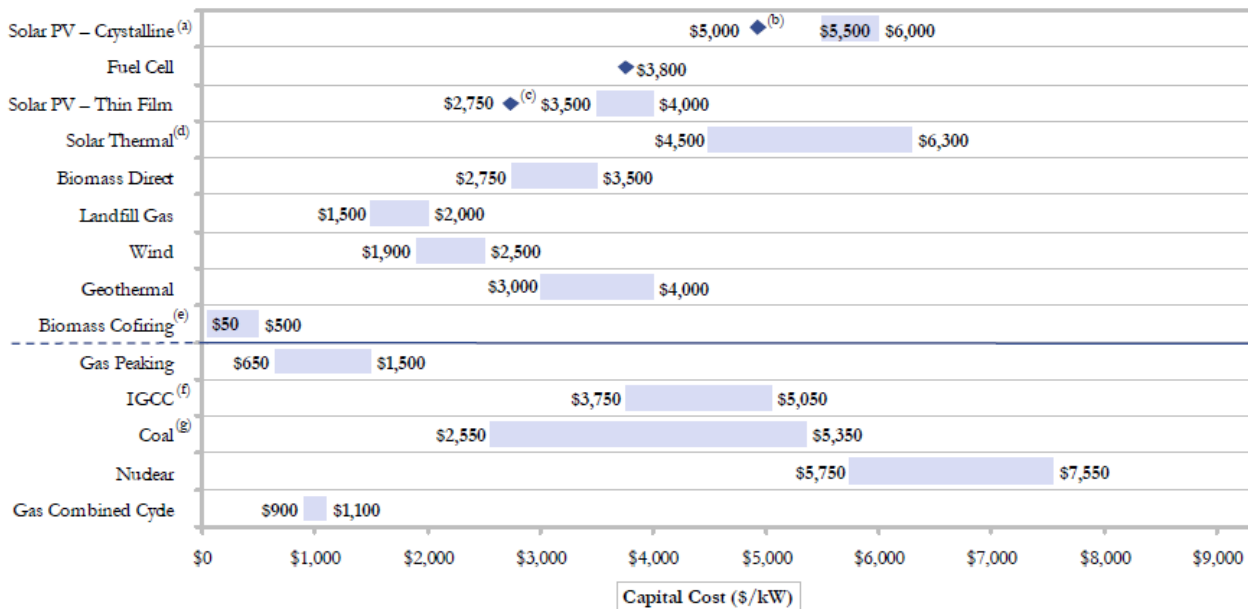 Solar PV – Crystalline (a) $5,000 (b) $5,500 $6,000
Fuel Cell $3,800
Solar PV – Thin Film $2,750 (c) $3,500 $4,000
Solar Thermal(d) $4,500 $6,300
Biomass Direct $2,750 $3,500
Landfill Gas $1,500 $2,000
Wind $1,900 $2,500
Geothermal $3,000 $4,000
Biomass Cofiring(e) $50 $500
Gas Peaking $650 $1,500
IGCC (f) $3,750 $5,050
Coal(g) $2,550 $5,350
Nuclear $5,750 $7,550
Gas Combined Cycle $900 $1,100
$0 $1,000 $2,000 $3,000 $4,000 $5,000 $6,000 $7,000 $8,000 $9,000
Capital Cost ($/kW)